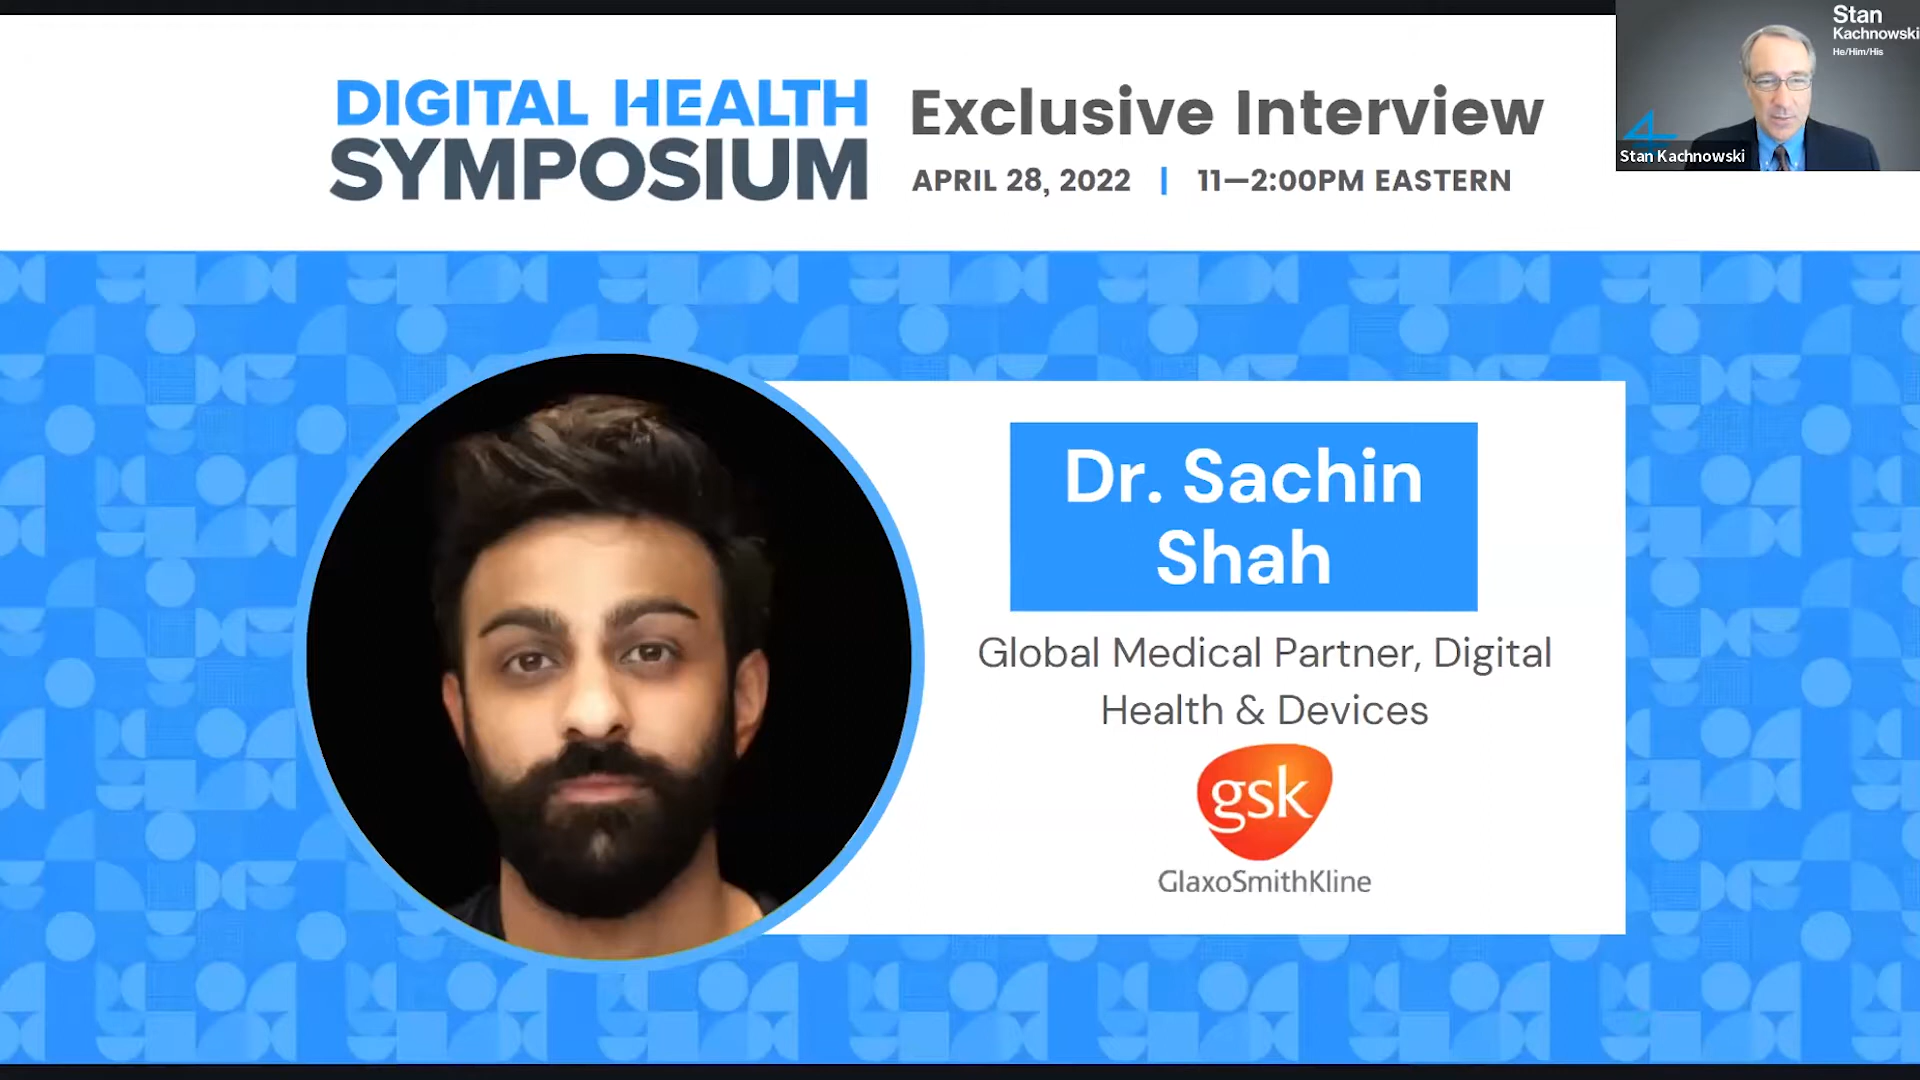 DIGITAL HEALTH
SYMPOSIUM
Exclusive Interview
APRIL 28, 2022 | 11—2:00PM EASTERN
Stan
Kachnowski
He/Him/His
Stan Kachnowski
Dr. Sachin
Shah
Global Medical Partner, Digital
Health & Devices
gsk
GlaxoSmithKline